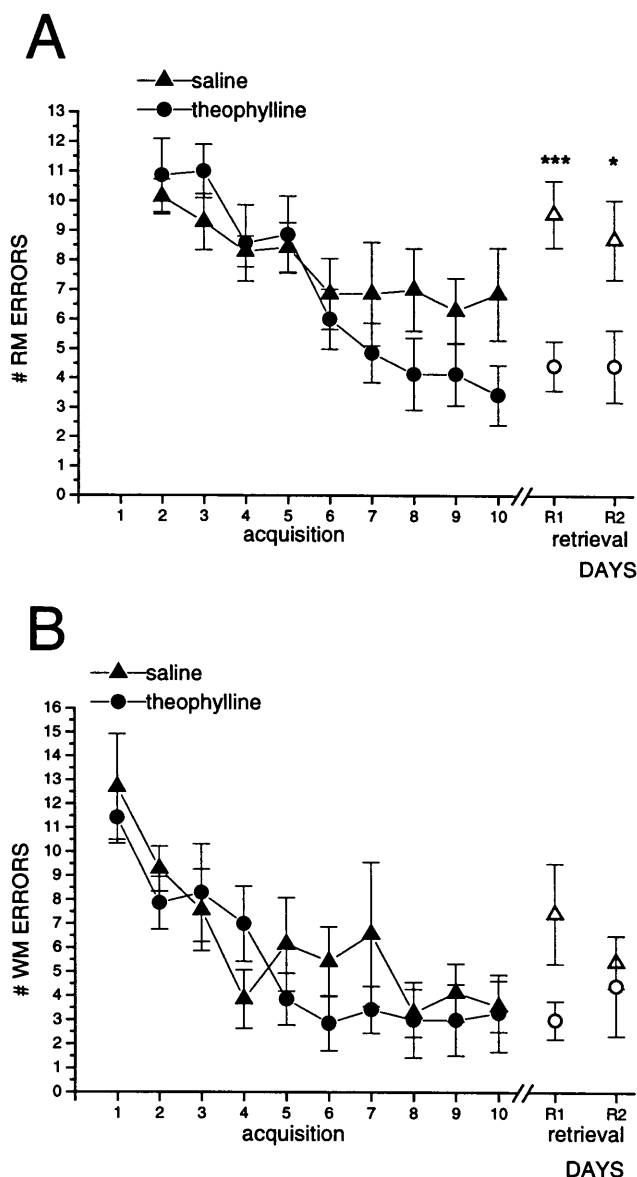 A
saline
theophylline
13
12
11
10
9
8
7
6
5
4
3
2
1
0
# RM ERRORS
*** *
1 2 3 4 5 6 7 8 9 10 R1 R2
acquisition retrieval
DAYS
B
saline
theophylline
16
15
14
13
12
11
10
9
8
7
6
5
4
3
2
1
0
# WM ERRORS
1 2 3 4 5 6 7 8 9 10 R1 R2
acquisition retrieval
DAYS